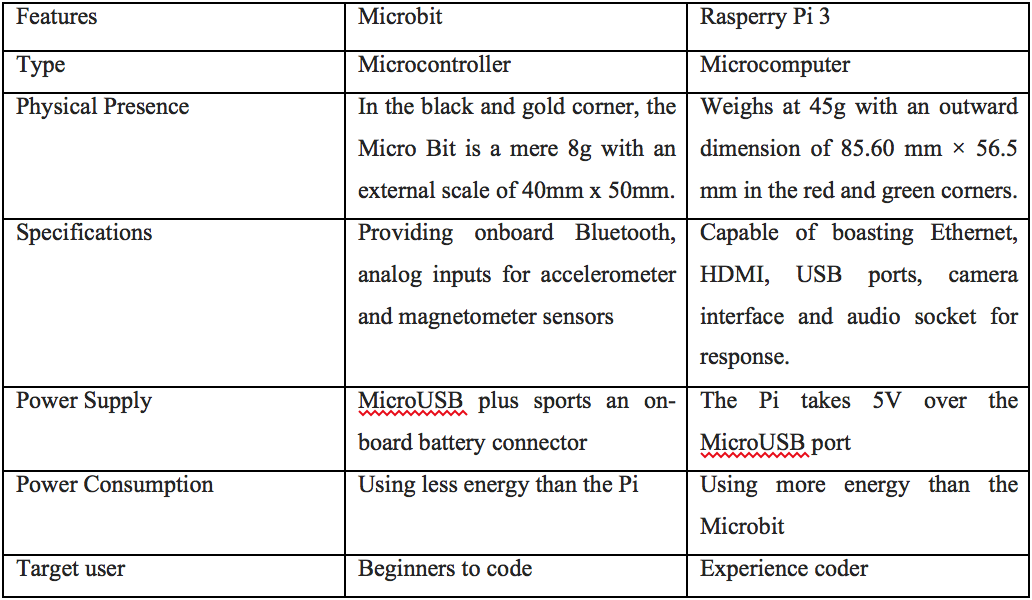 Features Microbit Rasperry Pi 3
Type Microcontroller Microcomputer
Physical Presence In the black and gold corner, the Weighs at 45g with an outward
Micro Bit is a mere 8g with an dimension of 85.60 mm × 56.5
external scale of 40mm x 50mm. mm in the red and green corners.
Specifications Providing onboard Bluetooth, Capable of boasting Ethernet,
analog inputs for accelerometer HDMI, USB ports, camera
and magnetometer sensors interface and audio socket for
response.
Power Supply MicroUSB plus sports an on- The Pi takes 5V over the
board battery connector MicroUSB port
Power Consumption Using less energy than the Pi Using more energy than the
Microbit
Target user Beginners to code Experience coder